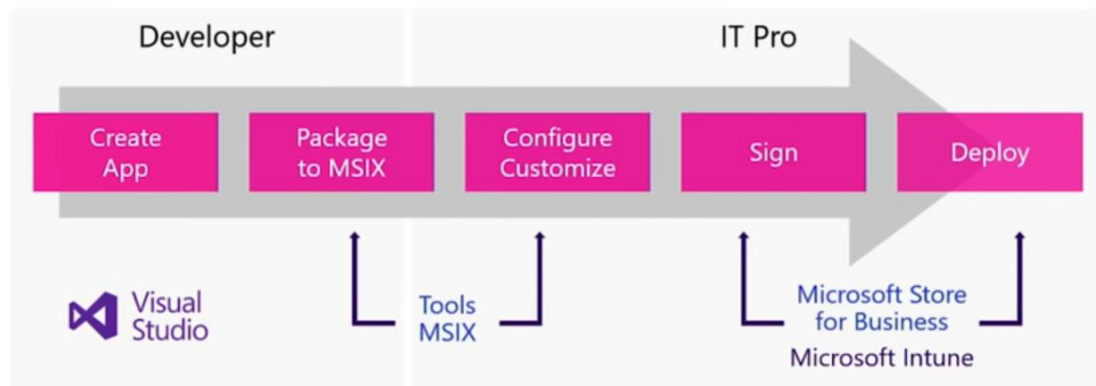 Developer
IT Pro
Create
App
Package
to MSIX
Configure
Customize
Sign
Deploy
Visual
Studio
Tools
MSIX
Microsoft Store
for Business
Microsoft Intune